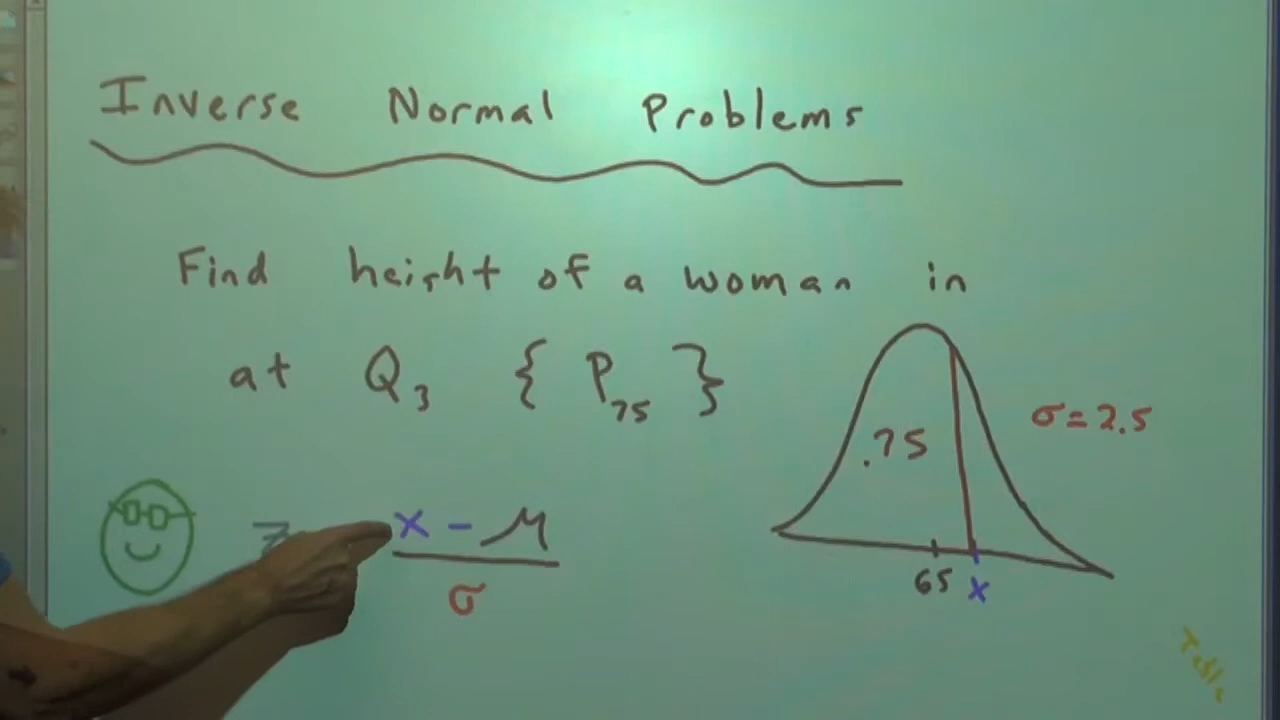 Inverse Normal Problems
Find height of a woman in
at Q₃ { P₇₅ }
.75
σ = 2.5
65 x
z
x - μ
σ